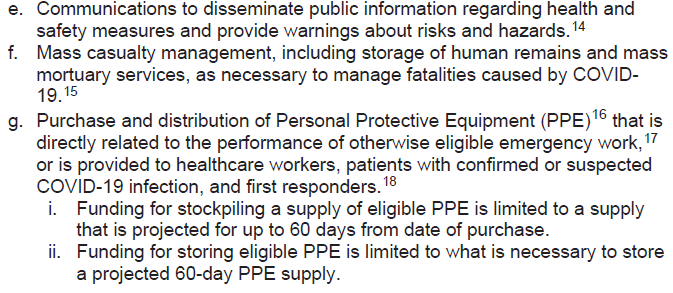 e. Communications to disseminate public information regarding health and
safety measures and provide warnings about risks and hazards.14
f. Mass casualty management, including storage of human remains and mass
mortuary services, as necessary to manage fatalities caused by COVID-
19.15
g. Purchase and distribution of Personal Protective Equipment (PPE)16 that is
directly related to the performance of otherwise eligible emergency work,17
or is provided to healthcare workers, patients with confirmed or suspected
COVID-19 infection, and first responders.18
i. Funding for stockpiling a supply of eligible PPE is limited to a supply
that is projected for up to 60 days from date of purchase.
ii. Funding for storing eligible PPE is limited to what is necessary to store
a projected 60-day PPE supply.